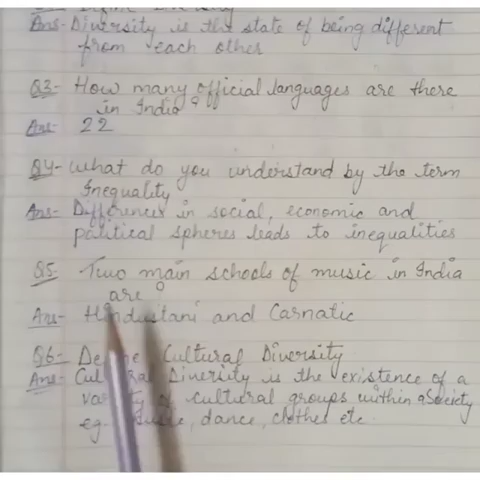 Ans- Diversity is the state of being different
from each other
Q3- How many official languages are there
in India?
Ans- 22
Q4- What do you understand by the term
Inequality
Ans- Differences in social, economic and
political spheres leads to inequalities
Q5- Two main schools of music in India
are
Ans- Hindustani and Carnatic
Q6- Cultural Diversity
Ans- Diversity is the existence of a
of cultural groups within a Society
eg. dance, clothes etc.